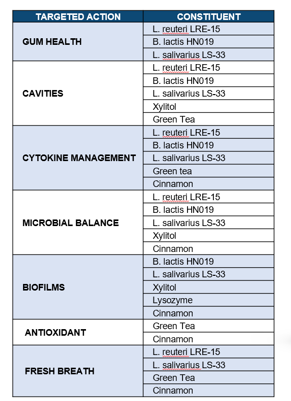 TARGETED ACTION CONSTITUENT
GUM HEALTH
L. reuteri LRE-15
B. lactis HN019
L. salivarius LS-33
CAVITIES
L. reuteri LRE-15
B. lactis HN019
L. salivarius LS-33
Xylitol
Green Tea
CYTOKINE MANAGEMENT
L. reuteri LRE-15
B. lactis HN019
L. salivarius LS-33
Green tea
Cinnamon
MICROBIAL BALANCE
L. reuteri LRE-15
B. lactis HN019
L. salivarius LS-33
Xylitol
Cinnamon
BIOFILMS
B. lactis HN019
L. salivarius LS-33
Xylitol
Lysozyme
Cinnamon
ANTIOXIDANT
Green Tea
Cinnamon
FRESH BREATH
L. reuteri LRE-15
L. salivarius LS-33
Green Tea
Cinnamon